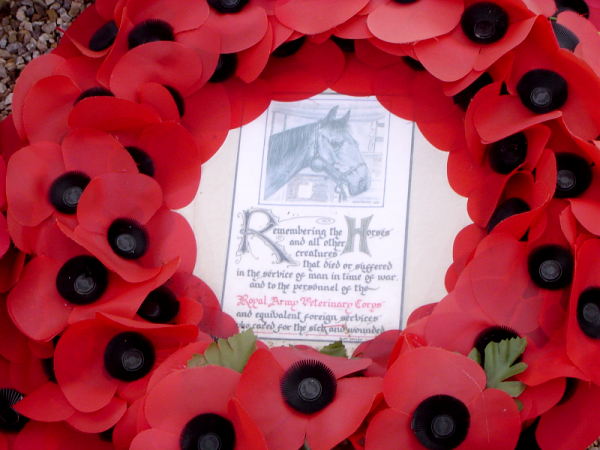 Remembering the Horses
and all other
creatures
that died or suffered
in the service of man in time of war
and to the personnel of the
Royal Army Veterinary Corps
and equivalent foreign services
who cared for the sick and wounded